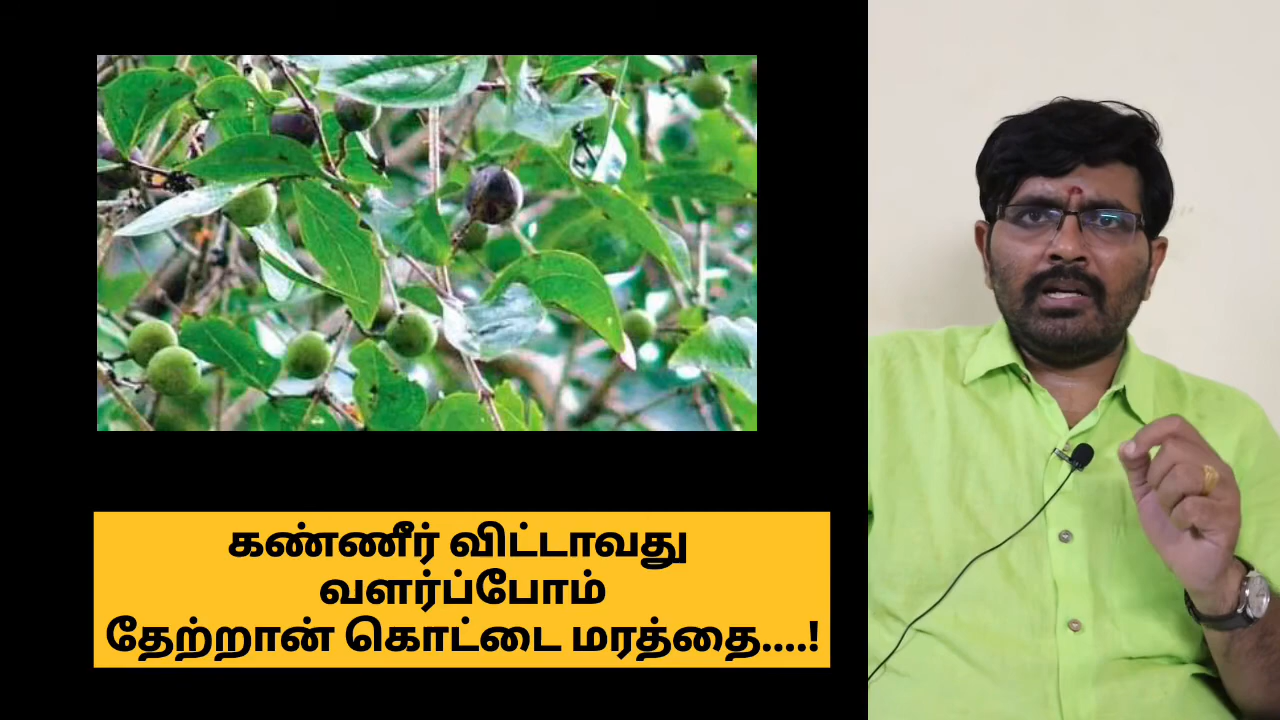 கண்ணீர் விட்டாவது
வளர்ப்போம்
தேற்றான் கொட்டை மரத்தை....!